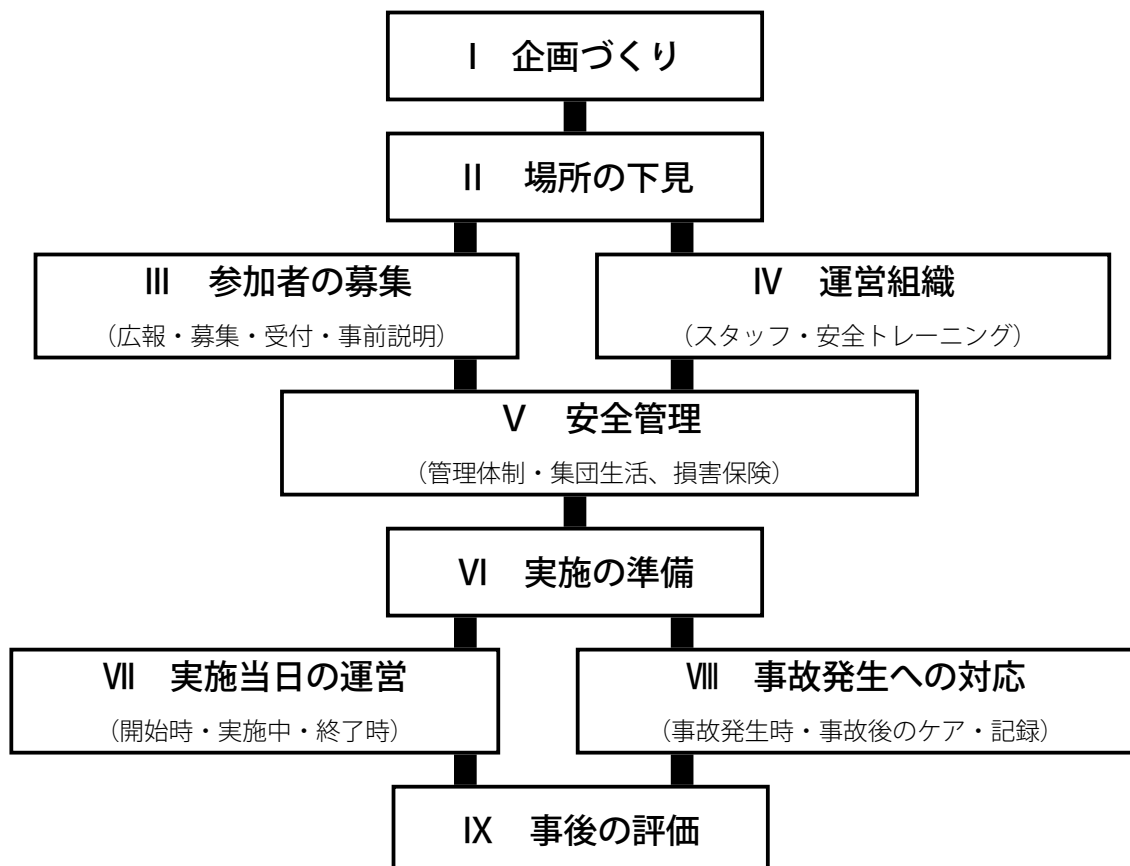 Ⅰ　企画づくり
Ⅱ　場所の下見
Ⅲ　参加者の募集
（広報・募集・受付・事前説明）
Ⅳ　運営組織
（スタッフ・安全トレーニング）
Ⅴ　安全管理
（管理体制・集団生活、損害保険）
Ⅵ　実施の準備
Ⅶ　実施当日の運営
（開始時・実施中・終了時）
Ⅷ　事故発生への対応
（事故発生時・事故後のケア・記録）
Ⅸ　事後の評価